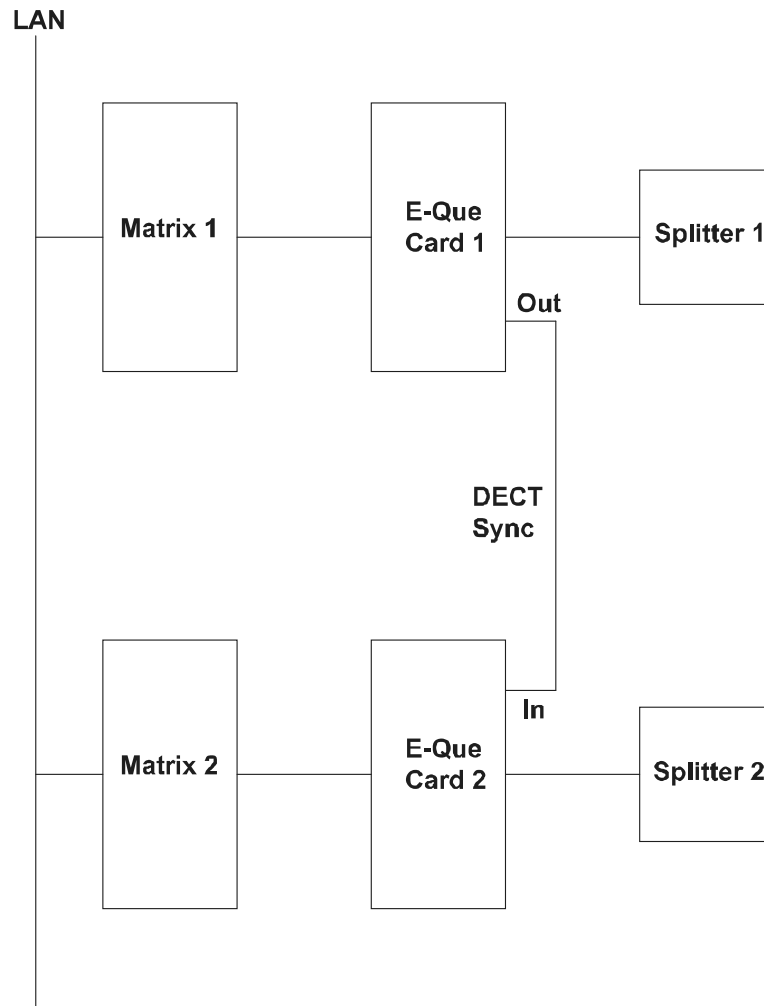 LAN
Matrix 1
E-Que
Card 1
Splitter 1
Out
DECT
Sync
In
Matrix 2
E-Que
Card 2
Splitter 2